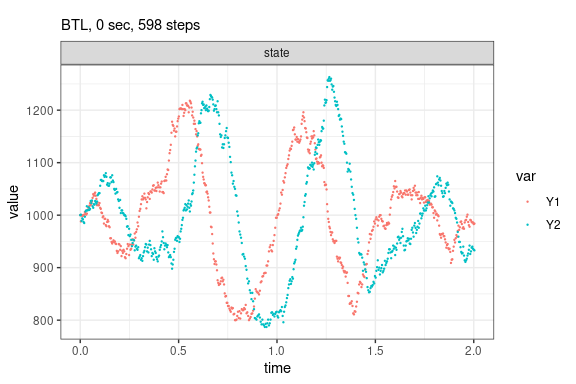 BTL, 0 sec, 598 steps
state
1200
1100
1000
900
800
value
0.0 0.5 1.0 1.5 2.0
time
var
Y1
Y2